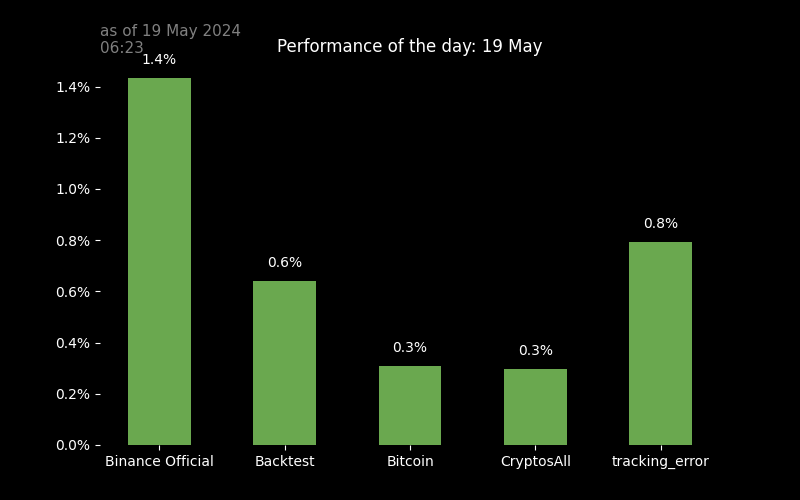 as of 19 May 2024
06:23
Performance of the day: 19 May
1.4%
1.4%
1.2%
1.0%
0.8%
0.8%
0.6%
0.6%
0.4%
0.3%
0.3%
0.2%
0.0%
Binance Official
Backtest
Bitcoin
CryptosAll
tracking_error